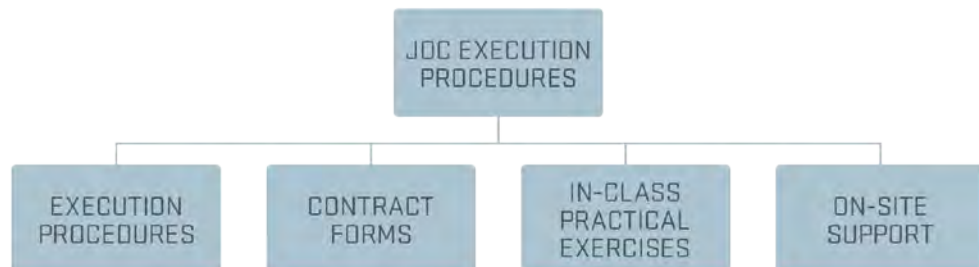 JOC EXECUTION
PROCEDURES
EXECUTION
PROCEDURES
CONTRACT
FORMS
IN-CLASS
PRACTICAL
EXERCISES
ON-SITE
SUPPORT